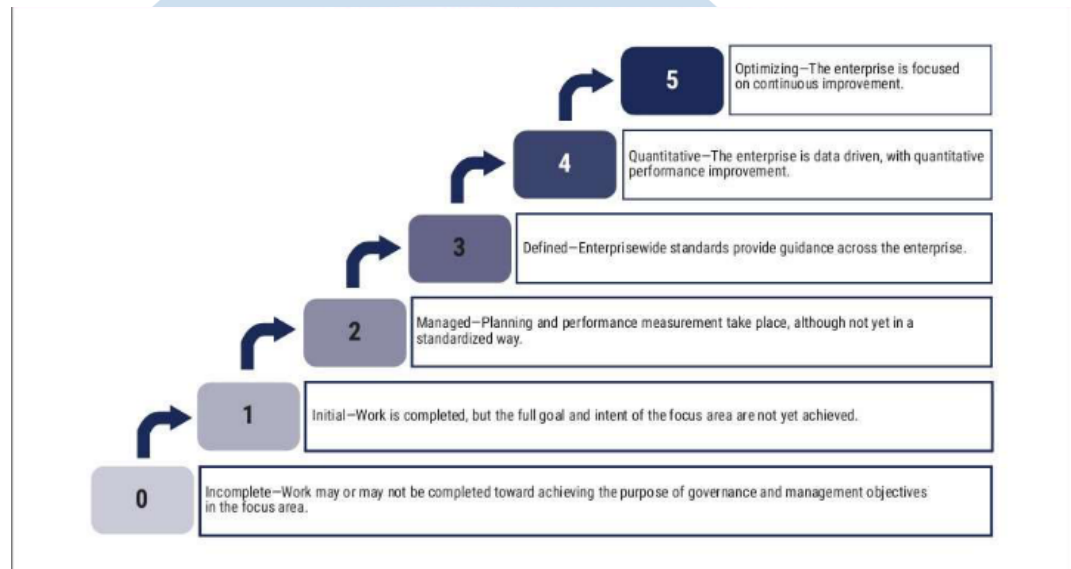 5
Optimizing—The enterprise is focused
on continuous improvement.
4
Quantitative—The enterprise is data driven, with quantitative
performance improvement.
3
Defined—Enterprisewide standards provide guidance across the enterprise.
2
Managed—Planning and performance measurement take place, although not yet in a
standardized way.
1
Initial—Work is completed, but the full goal and intent of the focus area are not yet achieved.
0
Incomplete—Work may or may not be completed toward achieving the purpose of governance and management objectives
in the focus area.